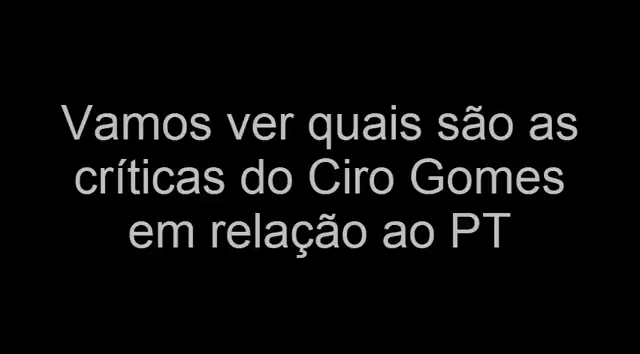 Vamos ver quais são as
críticas do Ciro Gomes
em relação ao PT